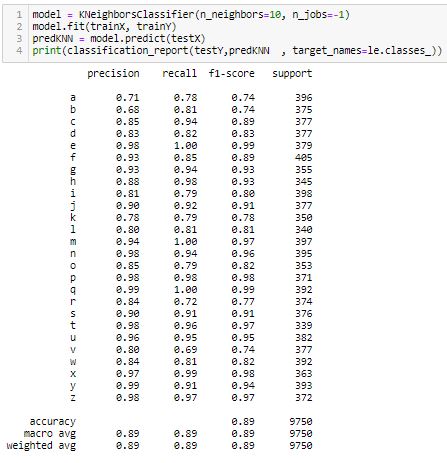 1 model = KNeighborsClassifier(n_neighbors=10, n_jobs=-1)
2 model.fit(trainX, trainY)
3 predKNN = model.predict(testX)
4 print(classification_report(testY,predKNN , target_names=le.classes_))
precision recall f1-score support
a 0.71 0.78 0.74 396
b 0.68 0.81 0.74 375
c 0.85 0.94 0.89 377
d 0.83 0.82 0.83 377
e 0.98 1.00 0.99 379
f 0.93 0.85 0.89 405
g 0.93 0.94 0.93 355
h 0.88 0.98 0.93 345
i 0.81 0.79 0.80 398
j 0.90 0.92 0.91 377
k 0.78 0.79 0.78 350
l 0.80 0.81 0.81 340
m 0.94 1.00 0.97 397
n 0.98 0.94 0.96 395
o 0.85 0.79 0.82 353
p 0.98 0.98 0.98 371
q 0.99 1.00 0.99 392
r 0.84 0.72 0.77 374
s 0.90 0.91 0.91 376
t 0.98 0.96 0.97 339
u 0.96 0.95 0.95 382
v 0.80 0.69 0.74 377
w 0.84 0.81 0.82 392
x 0.97 0.99 0.98 363
y 0.99 0.91 0.94 393
z 0.98 0.97 0.97 372
accuracy 0.89 9750
macro avg 0.89 0.89 0.89 9750
weighted avg 0.89 0.89 0.89 9750